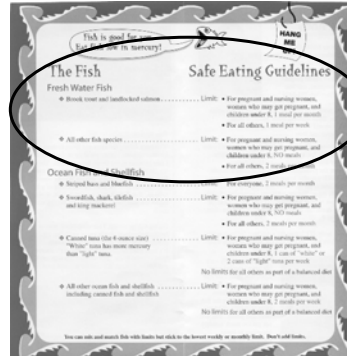 Fish is good for you.
Eat fish low in mercury!
HANG
ME
UP!
The Fish
Safe Eating Guidelines
Fresh Water Fish
❖ Brook trout and landlocked salmon .......... Limit: • For pregnant and nursing women,
women who may get pregnant, and
children under 8, 1 meal per month
• For all others, 1 meal per week
❖ All other fish species .......... Limit: • For pregnant and nursing women,
women who may get pregnant, and
children under 8, NO meals
• For all others, 2 meals per month
Ocean Fish and Shellfish
❖ Striped bass and bluefish .......... Limit: For everyone, 2 meals per month
❖ Swordfish, shark, tilefish .......... Limit: • For pregnant and nursing women,
and king mackerel
women who may get pregnant, and
children under 8, NO meals
• For all others, 2 meals per month
❖ Canned tuna (the 6 ounce size) .......... Limit: • For pregnant and nursing women,
"White" tuna has more mercury
women who may get pregnant, and
than "light" tuna.
children under 8, 1 can of "white" or
2 cans of "light" tuna per week
No limits for all others as part of a balanced diet
❖ All other ocean fish and shellfish .......... Limit: • For pregnant and nursing women,
including canned fish and shellfish
women who may get pregnant, and
children under 8, 2 meals per week
No limits for all others as part of a balanced diet
You can mix and match fish with limits but stick to the lowest weekly or monthly limit. Don't add limits.